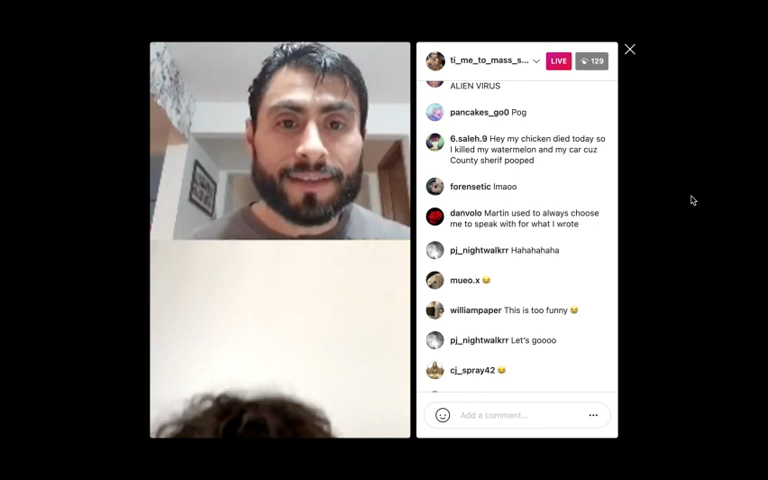 ti_me_to_mass_s...
LIVE
129
ALIEN VIRUS
pancakes_go0 Pog
6.saleh.9 Hey my chicken died today so
I killed my watermelon and my car cuz
County sherif pooped
forensetic lmaoo
danvolo Martin used to always choose
me to speak with for what I wrote
pj_nightwalkrr Hahahahaha
mueo.x 😂
williampaper This is too funny 😂
pj_nightwalkrr Let's goooo
cj_spray42 😂
Add a comment...